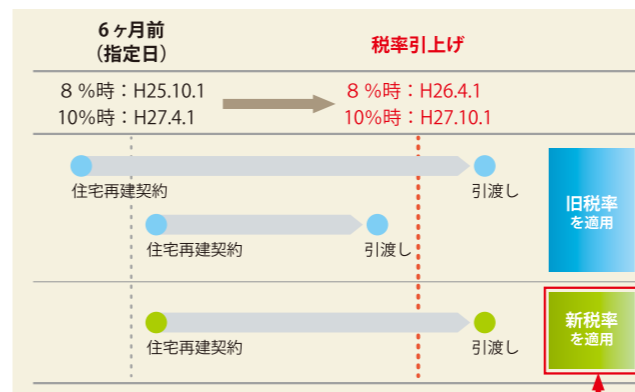 6ヶ月前
（指定日）
税率引上げ
8％時：H25.10.1
10％時：H27.4.1
8％時：H26.4.1
10％時：H27.10.1
住宅再建契約
引渡し
住宅再建契約
引渡し
旧税率
を適用
住宅再建契約
引渡し
新税率
を適用